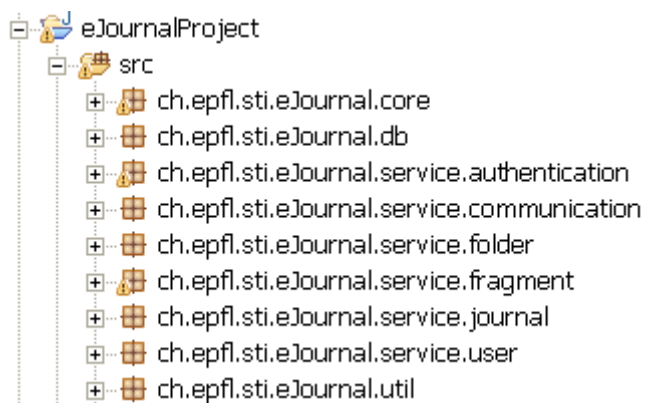 eJournalProject
src
ch.epfl.sti.eJournal.core
ch.epfl.sti.eJournal.db
ch.epfl.sti.eJournal.service.authentication
ch.epfl.sti.eJournal.service.communication
ch.epfl.sti.eJournal.service.folder
ch.epfl.sti.eJournal.service.fragment
ch.epfl.sti.eJournal.service.journal
ch.epfl.sti.eJournal.service.user
ch.epfl.sti.eJournal.util